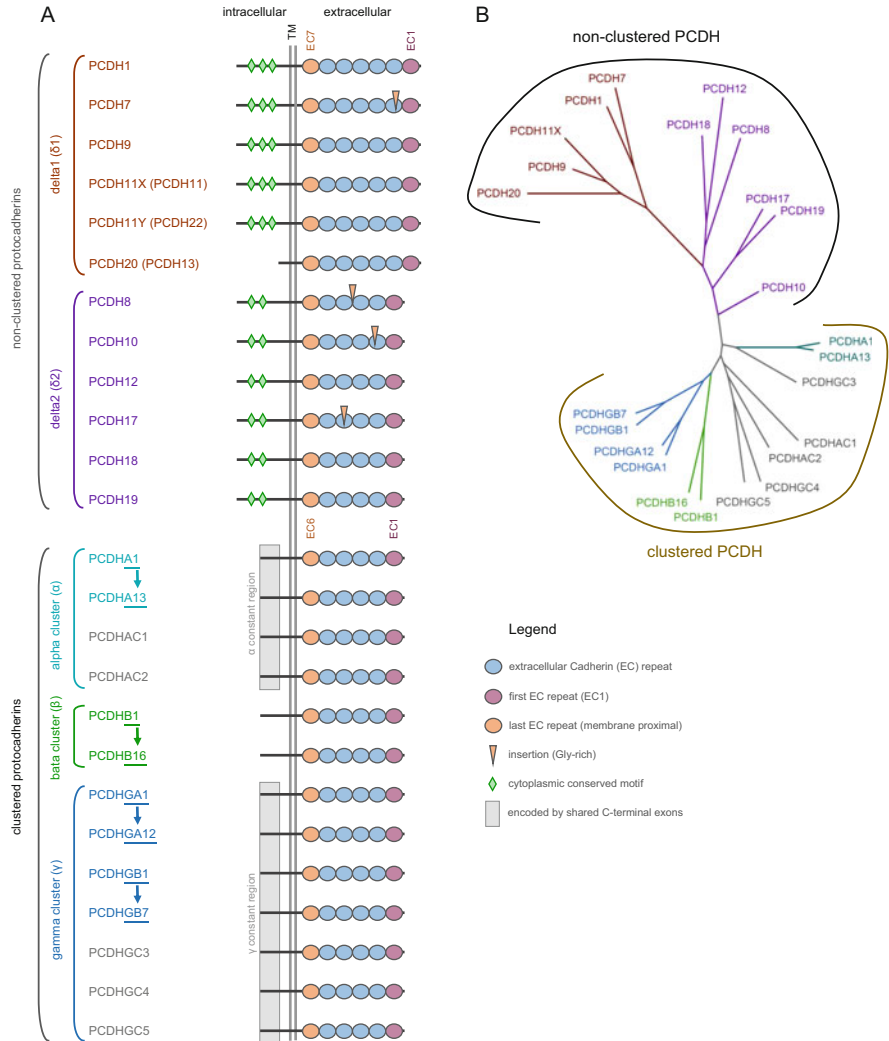 A
intracellular
extracellular
TM
EC7
EC1
non-clustered protocadherins
delta1 (δ1)
PCDH1
PCDH7
PCDH9
PCDH11X (PCDH11)
PCDH11Y (PCDH22)
PCDH20 (PCDH13)
delta2 (δ2)
PCDH8
PCDH10
PCDH12
PCDH17
PCDH18
PCDH19
EC6
EC1
clustered protocadherins
alpha cluster (α)
PCDHA1
PCDHA13
PCDHAC1
PCDHAC2
α constant region
bata cluster (β)
PCDHB1
PCDHB16
gamma cluster (γ)
PCDHGA1
PCDHGA12
PCDHGB1
PCDHGB7
PCDHGC3
PCDHGC4
PCDHGC5
γ constant region
B
non-clustered PCDH
PCDH7
PCDH1
PCDH11X
PCDH9
PCDH20
PCDH12
PCDH18
PCDH8
PCDH17
PCDH19
PCDH10
PCDHA1
PCDHA13
PCDHGC3
PCDHAC1
PCDHAC2
PCDHGC4
PCDHGC5
PCDHGB7
PCDHGB1
PCDHGA12
PCDHGA1
PCDHB16
PCDHB1
clustered PCDH
Legend
extracellular Cadherin (EC) repeat
first EC repeat (EC1)
last EC repeat (membrane proximal)
insertion (Gly-rich)
cytoplasmic conserved motif
encoded by shared C-terminal exons